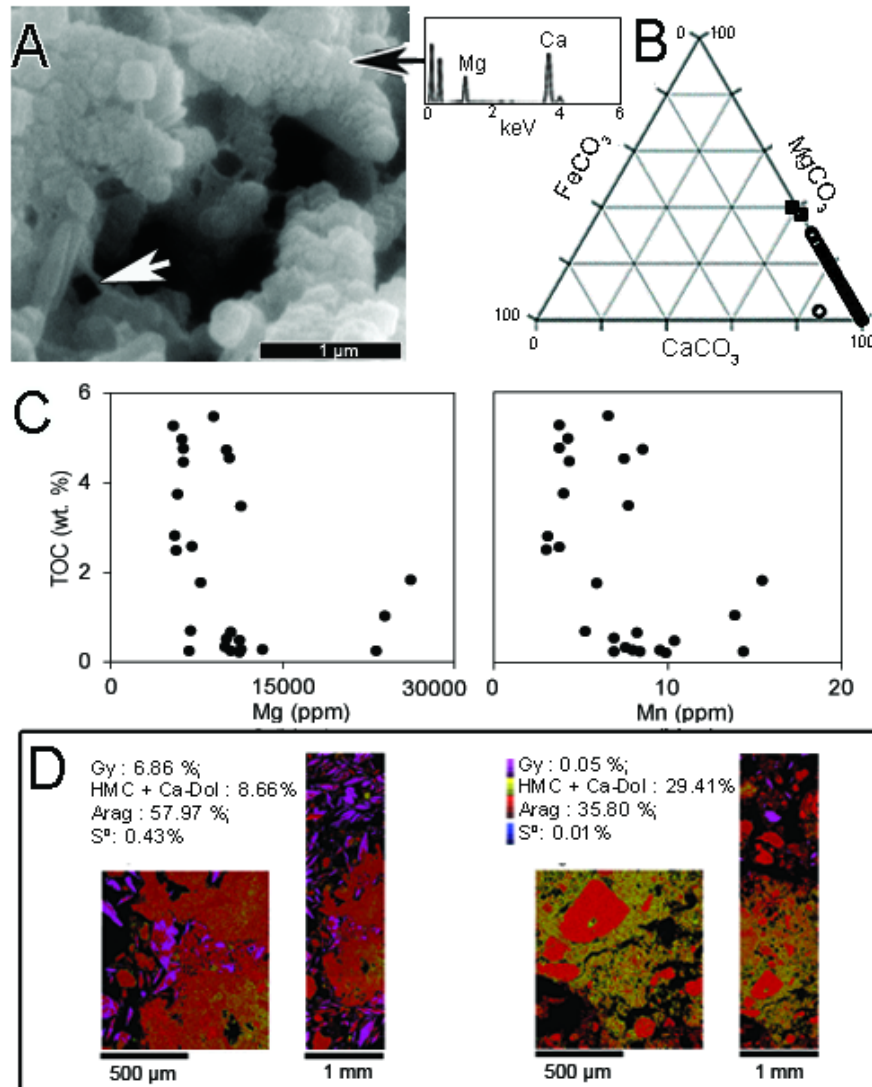 A
Mg
Ca
0
2
4
6
keV
1 µm
B
0
100
FeCO3
MgCO3
100
0
CaCO3
100
C
6
4
2
0
TOC (wt. %)
0
15000
30000
Mg (ppm)
0
10
20
Mn (ppm)
D
Gy : 6.86 %;
HMC + Ca-Dol : 8.66%
Arag : 57.97 %;
S⁰: 0.43%
500 µm
1 mm
Gy : 0.05 %;
HMC + Ca-Dol : 29.41%
Arag : 35.80 %;
S⁰: 0.01%
500 µm
1 mm